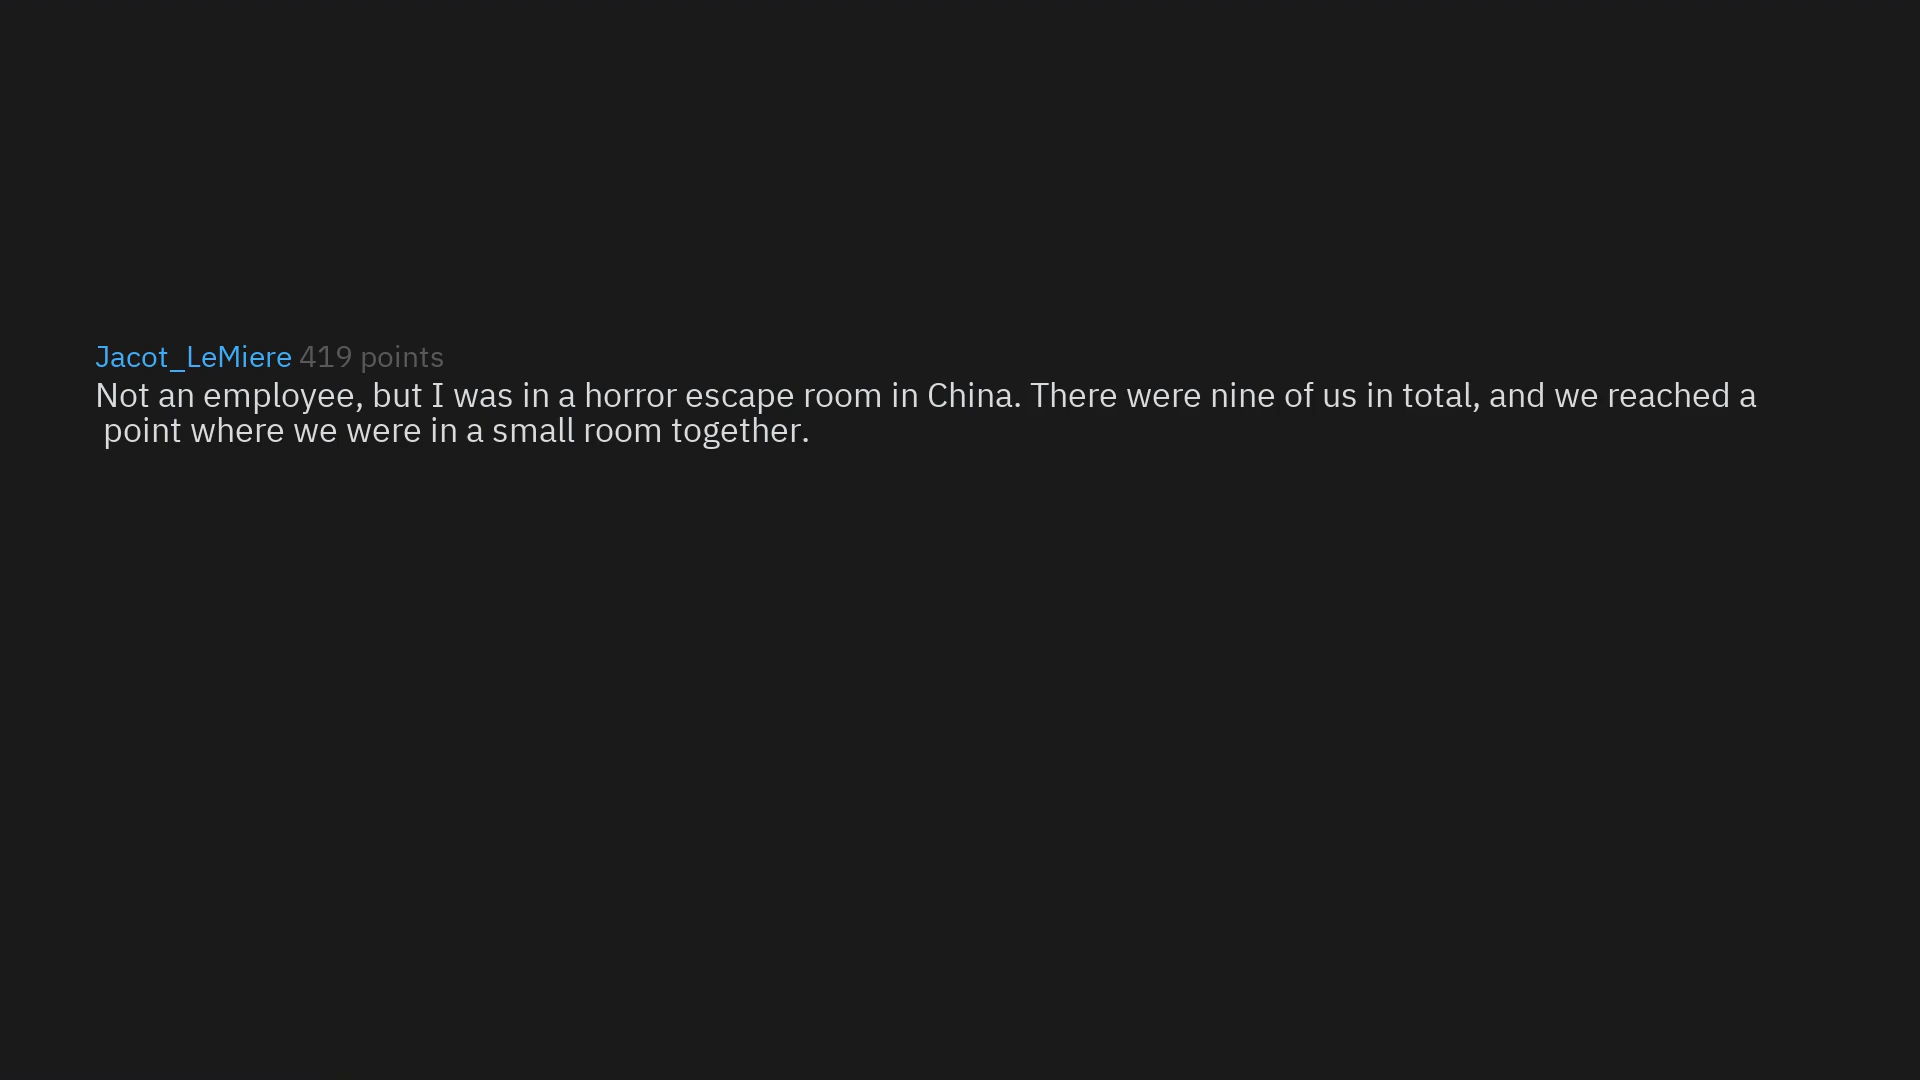 Jacot_LeMiere 419 points
Not an employee, but I was in a horror escape room in China. There were nine of us in total, and we reached a
point where we were in a small room together.